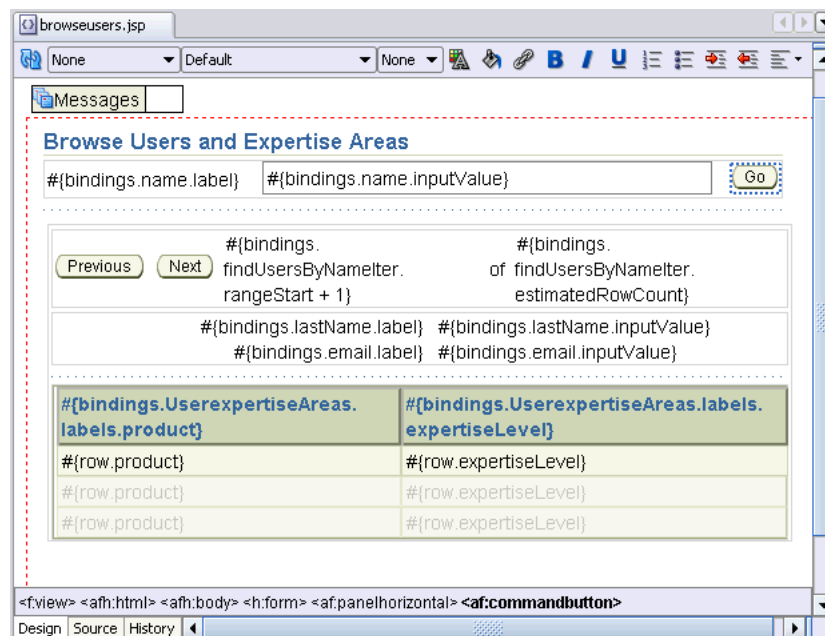 browseusers.jsp
None Default None B I U
Messages
Browse Users and Expertise Areas
#{bindings.name.label} #{bindings.name.inputValue} Go
#{bindings. #{bindings.
Previous Next findUsersByNameIter. of findUsersByNameIter.
rangeStart + 1} estimatedRowCount}
#{bindings.lastName.label} #{bindings.lastName.inputValue}
#{bindings.email.label} #{bindings.email.inputValue}
#{bindings.UserexpertiseAreas. #{bindings.UserexpertiseAreas.labels.
labels.product} expertiseLevel}
#{row.product} #{row.expertiseLevel}
#{row.product} #{row.expertiseLevel}
#{row.product} #{row.expertiseLevel}
<f:view> <afh:html> <afh:body> <h:form> <af:panelhorizontal> <af:commandbutton>
Design Source History